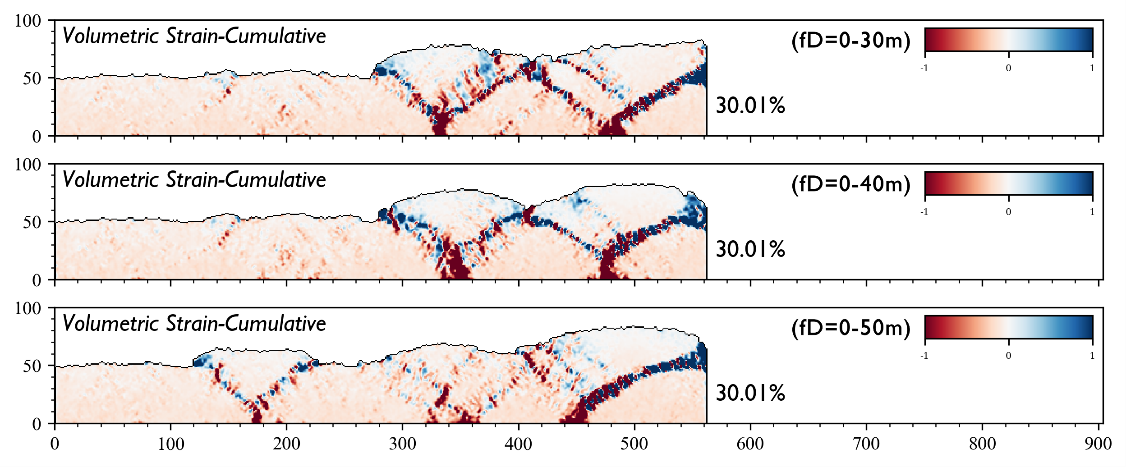 100
Volumetric Strain-Cumulative
(fD=0-30m)
-1 0 1
50
30.01%
0
100
Volumetric Strain-Cumulative
(fD=0-40m)
-1 0 1
50
30.01%
0
100
Volumetric Strain-Cumulative
(fD=0-50m)
-1 0 1
50
30.01%
0
0 100 200 300 400 500 600 700 800 900